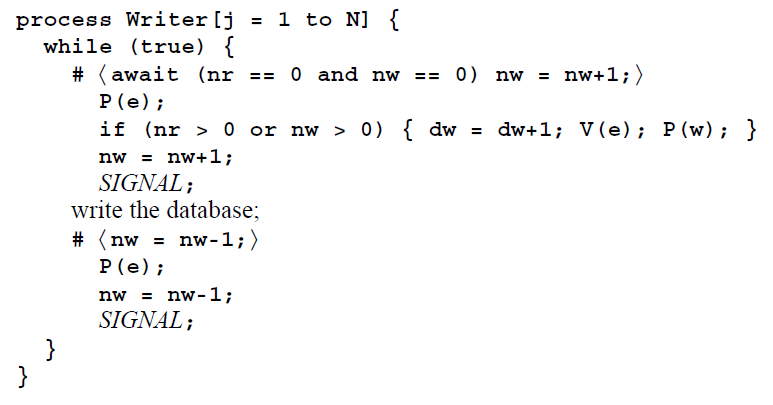 process Writer[j = 1 to N] {
while (true) {
# ⟨await (nr == 0 and nw == 0) nw = nw+1;⟩
P(e);
if (nr > 0 or nw > 0) { dw = dw+1; V(e); P(w); }
nw = nw+1;
SIGNAL;
write the database;
# ⟨nw = nw-1;⟩
P(e);
nw = nw-1;
SIGNAL;
}
}